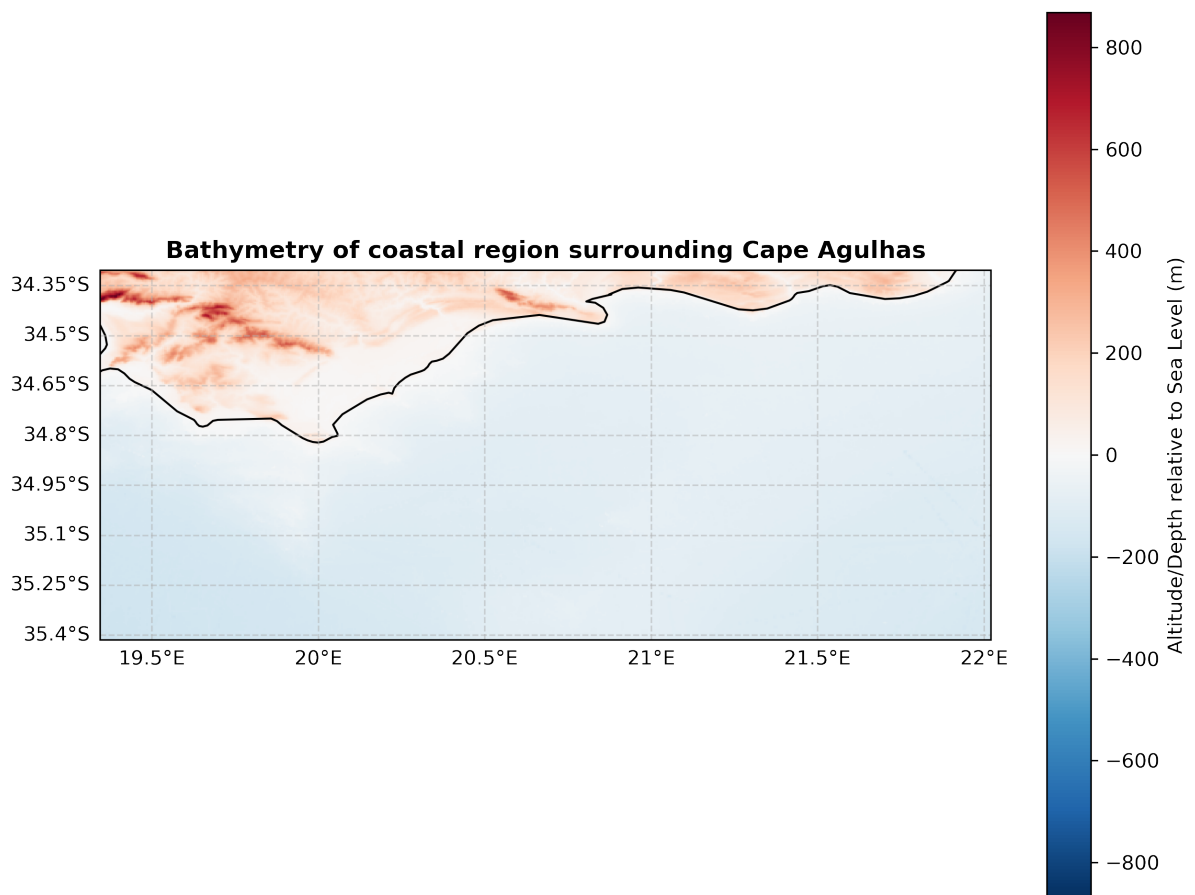 Bathymetry of coastal region surrounding Cape Agulhas
34.35°S
34.5°S
34.65°S
34.8°S
34.95°S
35.1°S
35.25°S
35.4°S
19.5°E
20°E
20.5°E
21°E
21.5°E
22°E
800
600
400
200
0
−200
−400
−600
−800
Altitude/Depth relative to Sea Level (m)